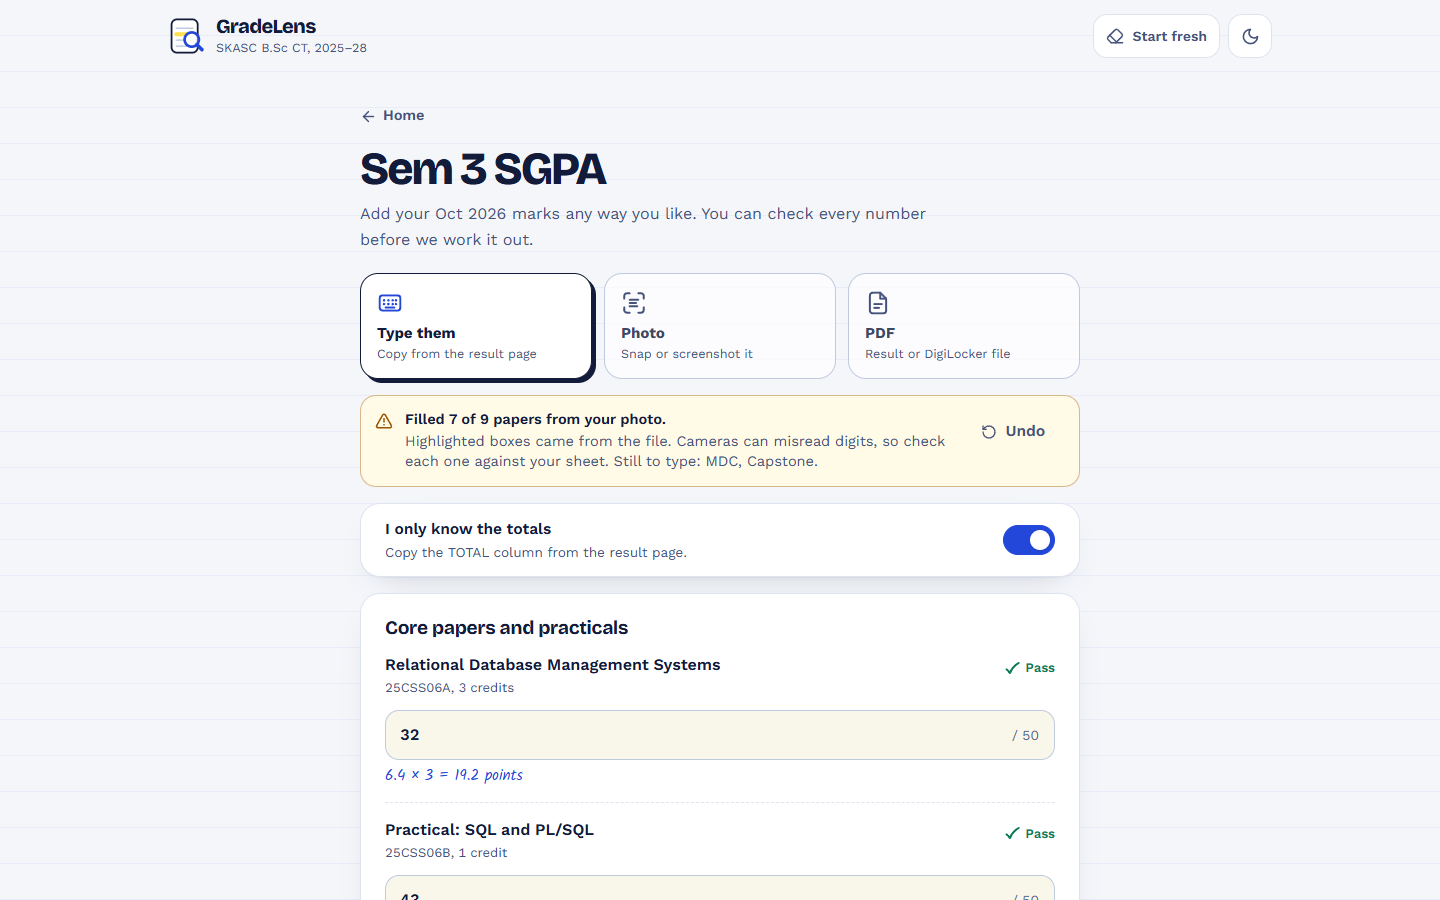 GradeLens
SKASC B.Sc CT, 2025–28
Start fresh
Home
Sem 3 SGPA
Add your Oct 2026 marks any way you like. You can check every number
before we work it out.
Type them
Copy from the result page
Photo
Snap or screenshot it
PDF
Result or DigiLocker file
Filled 7 of 9 papers from your photo.
Highlighted boxes came from the file. Cameras can misread digits, so check
each one against your sheet. Still to type: MDC, Capstone.
Undo
I only know the totals
Copy the TOTAL column from the result page.
Core papers and practicals
Relational Database Management Systems
Pass
25CSS06A, 3 credits
32
/ 50
6.4 × 3 = 19.2 points
Practical: SQL and PL/SQL
Pass
25CSS06B, 1 credit
/ 50